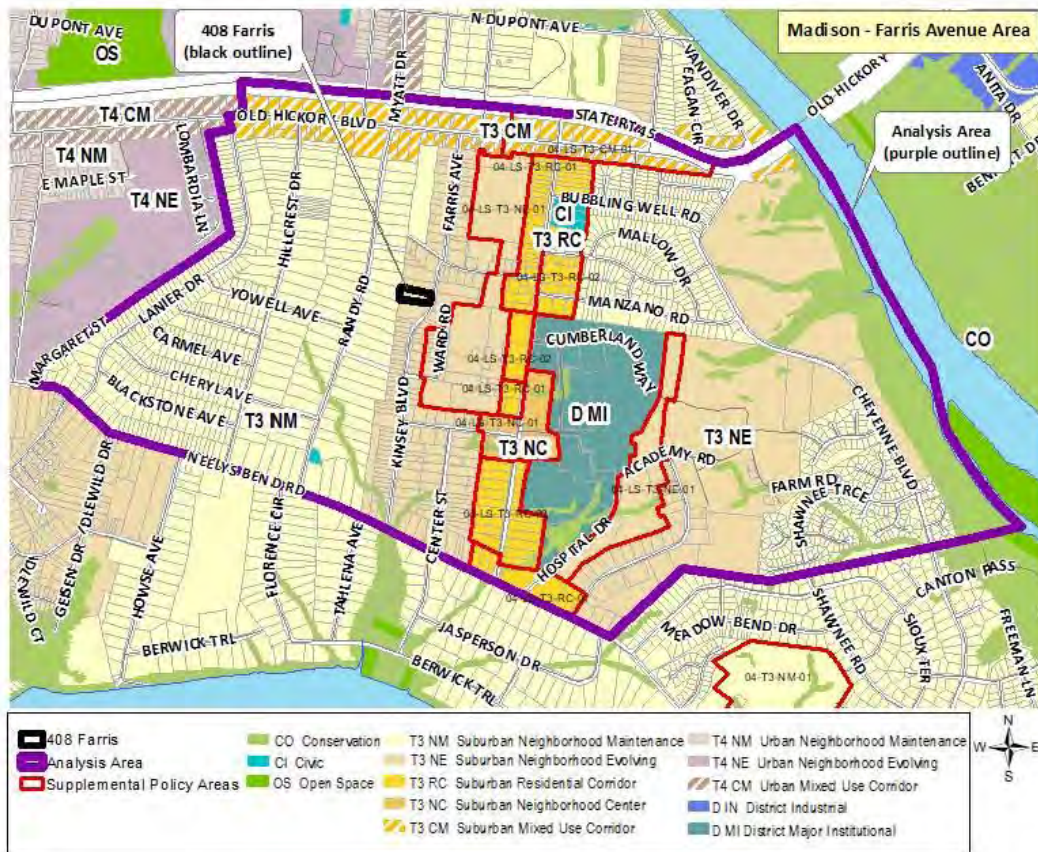 Madison - Farris Avenue Area
408 Farris
(black outline)
Analysis Area
(purple outline)
DUPONT AVE
N DUPONT AVE
OS
MYATT DR
VANDIVER DR
EAGAN CIR
OLD HICKORY
ANITA DR
T4 CM
OLD HICKORY BLVD
STATE RT 45
T3 CM
04-LS-T3-CM-01
T4 NM
E MAPLE ST
LOMBARDIA LN
T4 NE
HILLCREST DR
FARRIS AVE
04-LS-T3-RC-01
04-LS-T3-NE-01
BUBBLING WELL RD
CI
T3 RC
MALLOW DR
RANDY RD
04-LS-T3-RC-02
MANZANO RD
LANIER DR
YOWELL AVE
WARD RD
MARGARET ST
CARMEL AVE
CUMBERLAND WAY
CO
04-LS-T3-RC-02
CHERYL AVE
04-LS-T3-RC-01
BLACKSTONE AVE
D MI
CHEYENNE BLVD
T3 NM
KINSEY BLVD
04-LS-T3-NC-01
T3 NC
T3 NE
NEELYS BEND RD
ACADEMY RD
FARM RD
04-LS-T3-NE-01
SHAWNEE TRCE
CENTER ST
HOSPITAL DR
IDLEWILD CT
GEISEN DR / IDLEWILD DR
HOWSE AVE
FLORENCE CIR
TAHLENA AVE
CANTON PASS
MEADOW BEND DR
SHAWNEE RD
SIOUX TER
FREEMAN LN
BERWICK TRL
JASPERSON DR
BERWICK TRL
04-T3-NM-01
408 Farris
Analysis Area
Supplemental Policy Areas
CO Conservation
CI Civic
OS Open Space
T3 NM Suburban Neighborhood Maintenance
T3 NE Suburban Neighborhood Evolving
T3 RC Suburban Residential Corridor
T3 NC Suburban Neighborhood Center
T3 CM Suburban Mixed Use Corridor
T4 NM Urban Neighborhood Maintenance
T4 NE Urban Neighborhood Evolving
T4 CM Urban Mixed Use Corridor
D IN District Industrial
D MI District Major Institutional
N
W
E
S